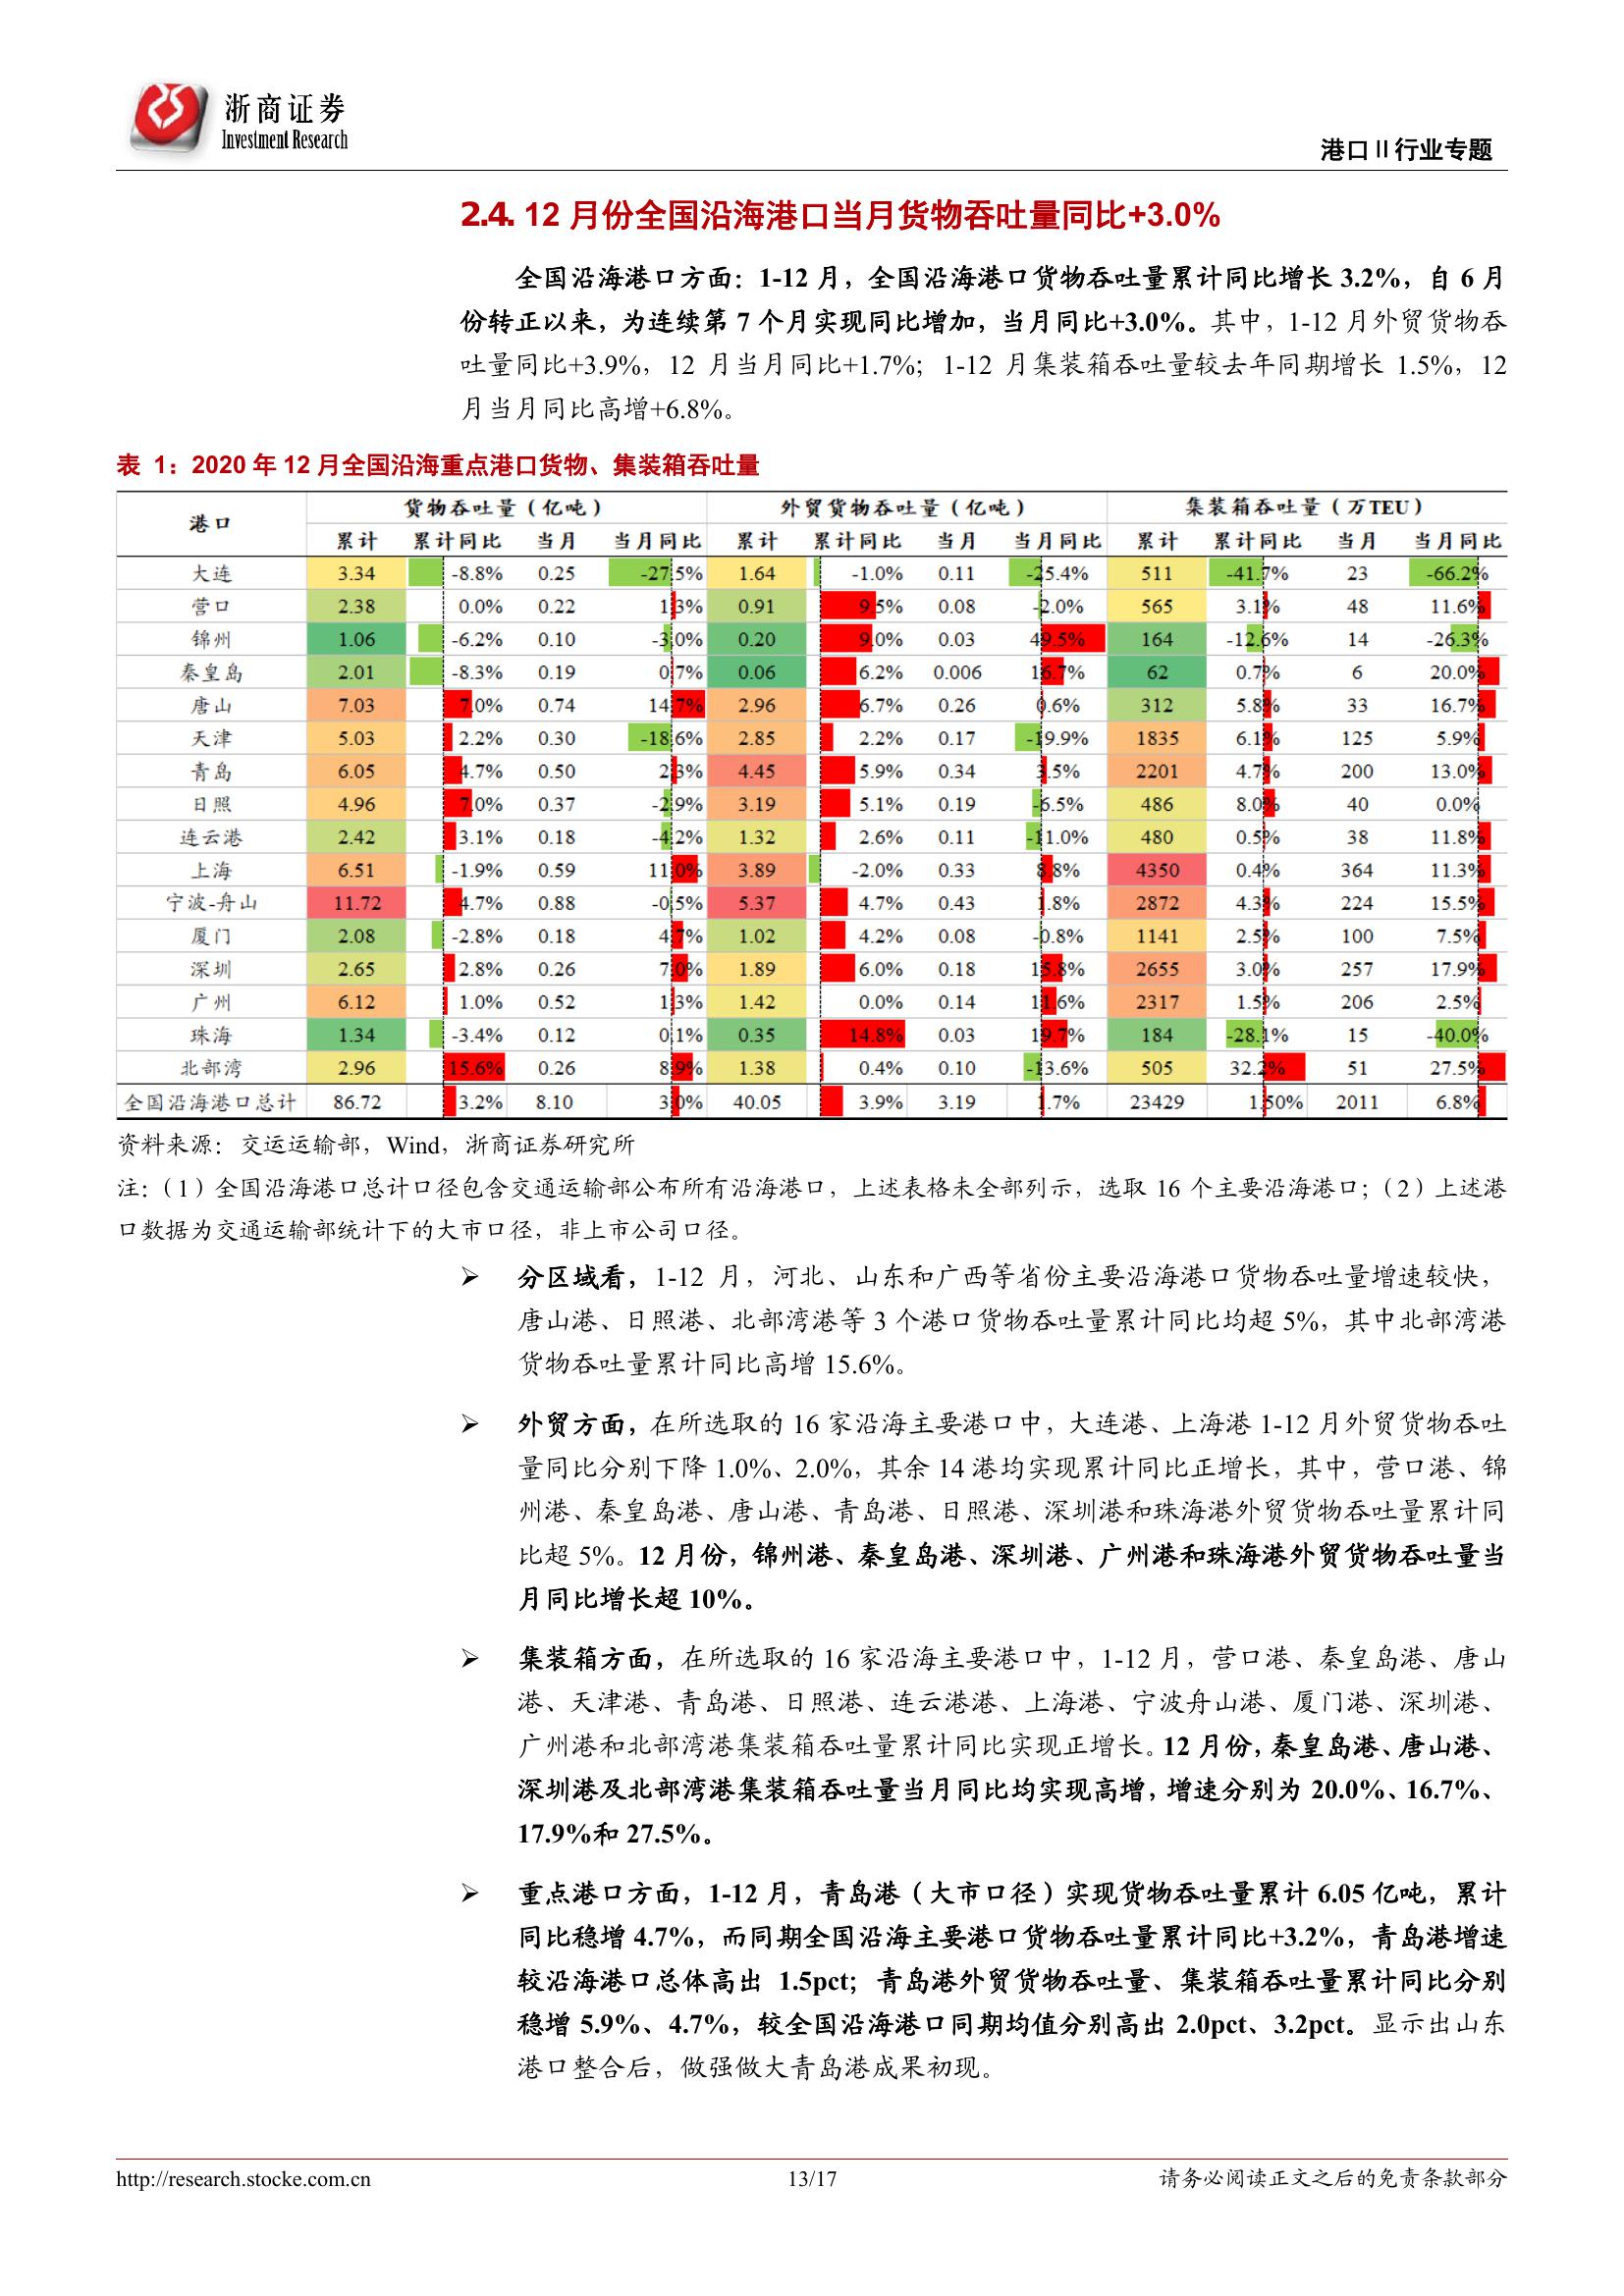 浙商证券
Investment Research
港口Ⅱ行业专题
2.4. 12 月份全国沿海港口当月货物吞吐量同比+3.0%
全国沿海港口方面：1-12 月，全国沿海港口货物吞吐量累计同比增长 3.2%，自 6 月
份转正以来，为连续第 7 个月实现同比增加，当月同比+3.0%。其中，1-12 月外贸货物吞
吐量同比+3.9%，12 月当月同比+1.7%；1-12 月集装箱吞吐量较去年同期增长 1.5%，12
月当月同比高增+6.8%。
表 1：2020 年 12 月全国沿海重点港口货物、集装箱吞吐量
港口 货物吞吐量（亿吨） 外贸货物吞吐量（亿吨） 集装箱吞吐量（万TEU）
累计 累计同比 当月 当月同比 累计 累计同比 当月 当月同比 累计 累计同比 当月 当月同比
大连 3.34 -8.8% 0.25 -27.5% 1.64 -1.0% 0.11 -25.4% 511 -41.7% 23 -66.2%
营口 2.38 0.0% 0.22 1.3% 0.91 9.5% 0.08 -2.0% 565 3.1% 48 11.6%
锦州 1.06 -6.2% 0.10 -3.0% 0.20 9.0% 0.03 49.5% 164 -12.6% 14 -26.3%
秦皇岛 2.01 -8.3% 0.19 0.7% 0.06 6.2% 0.006 16.7% 62 0.7% 6 20.0%
唐山 7.03 7.0% 0.74 14.7% 2.96 6.7% 0.26 0.6% 312 5.8% 33 16.7%
天津 5.03 2.2% 0.30 -18.6% 2.85 2.2% 0.17 -19.9% 1835 6.1% 125 5.9%
青岛 6.05 4.7% 0.50 2.3% 4.45 5.9% 0.34 3.5% 2201 4.7% 200 13.0%
日照 4.96 7.0% 0.37 -2.9% 3.19 5.1% 0.19 -6.5% 486 8.0% 40 0.0%
连云港 2.42 3.1% 0.18 -4.2% 1.32 2.6% 0.11 -11.0% 480 0.5% 38 11.8%
上海 6.51 -1.9% 0.59 11.0% 3.89 -2.0% 0.33 8.8% 4350 0.4% 364 11.3%
宁波-舟山 11.72 4.7% 0.88 -0.5% 5.37 4.7% 0.43 1.8% 2872 4.3% 224 15.5%
厦门 2.08 -2.8% 0.18 4.7% 1.02 4.2% 0.08 -0.8% 1141 2.5% 100 7.5%
深圳 2.65 2.8% 0.26 7.0% 1.89 6.0% 0.18 15.8% 2655 3.0% 257 17.9%
广州 6.12 1.0% 0.52 1.3% 1.42 0.0% 0.14 11.6% 2317 1.5% 206 2.5%
珠海 1.34 -3.4% 0.12 0.1% 0.35 14.8% 0.03 19.7% 184 -28.1% 15 -40.0%
北部湾 2.96 15.6% 0.26 8.9% 1.38 0.4% 0.10 -13.6% 505 32.2% 51 27.5%
全国沿海港口总计 86.72 3.2% 8.10 3.0% 40.05 3.9% 3.19 1.7% 23429 1.50% 2011 6.8%
资料来源：交运运输部，Wind，浙商证券研究所
注：（1）全国沿海港口总计口径包含交通运输部公布所有沿海港口，上述表格未全部列示，选取 16 个主要沿海港口；（2）上述港
口数据为交通运输部统计下的大市口径，非上市公司口径。
➢ 分区域看，1-12 月，河北、山东和广西等省份主要沿海港口货物吞吐量增速较快，
唐山港、日照港、北部湾港等 3 个港口货物吞吐量累计同比均超 5%，其中北部湾港
货物吞吐量累计同比高增 15.6%。
➢ 外贸方面，在所选取的 16 家沿海主要港口中，大连港、上海港 1-12 月外贸货物吞吐
量同比分别下降 1.0%、2.0%，其余 14 港均实现累计同比正增长，其中，营口港、锦
州港、秦皇岛港、唐山港、青岛港、日照港、深圳港和珠海港外贸货物吞吐量累计同
比超 5%。12 月份，锦州港、秦皇岛港、深圳港、广州港和珠海港外贸货物吞吐量当
月同比增长超 10%。
➢ 集装箱方面，在所选取的 16 家沿海主要港口中，1-12 月，营口港、秦皇岛港、唐山
港、天津港、青岛港、日照港、连云港港、上海港、宁波舟山港、厦门港、深圳港、
广州港和北部湾港集装箱吞吐量累计同比实现正增长。12 月份，秦皇岛港、唐山港、
深圳港及北部湾港集装箱吞吐量当月同比均实现高增，增速分别为 20.0%、16.7%、
17.9%和 27.5%。
➢ 重点港口方面，1-12 月，青岛港（大市口径）实现货物吞吐量累计 6.05 亿吨，累计
同比稳增 4.7%，而同期全国沿海主要港口货物吞吐量累计同比+3.2%，青岛港增速
较沿海港口总体高出 1.5pct；青岛港外贸货物吞吐量、集装箱吞吐量累计同比分别
稳增 5.9%、4.7%，较全国沿海港口同期均值分别高出 2.0pct、3.2pct。显示出山东
港口整合后，做强做大青岛港成果初现。
http://research.stocke.com.cn 13/17 请务必阅读正文之后的免责条款部分